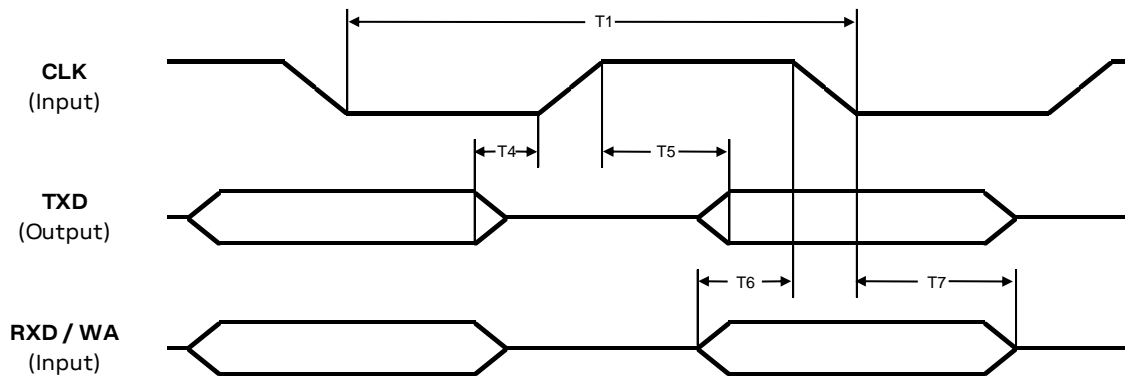 T1
CLK
(Input)
T4
T5
TXD
(Output)
T6
T7
RXD / WA
(Input)